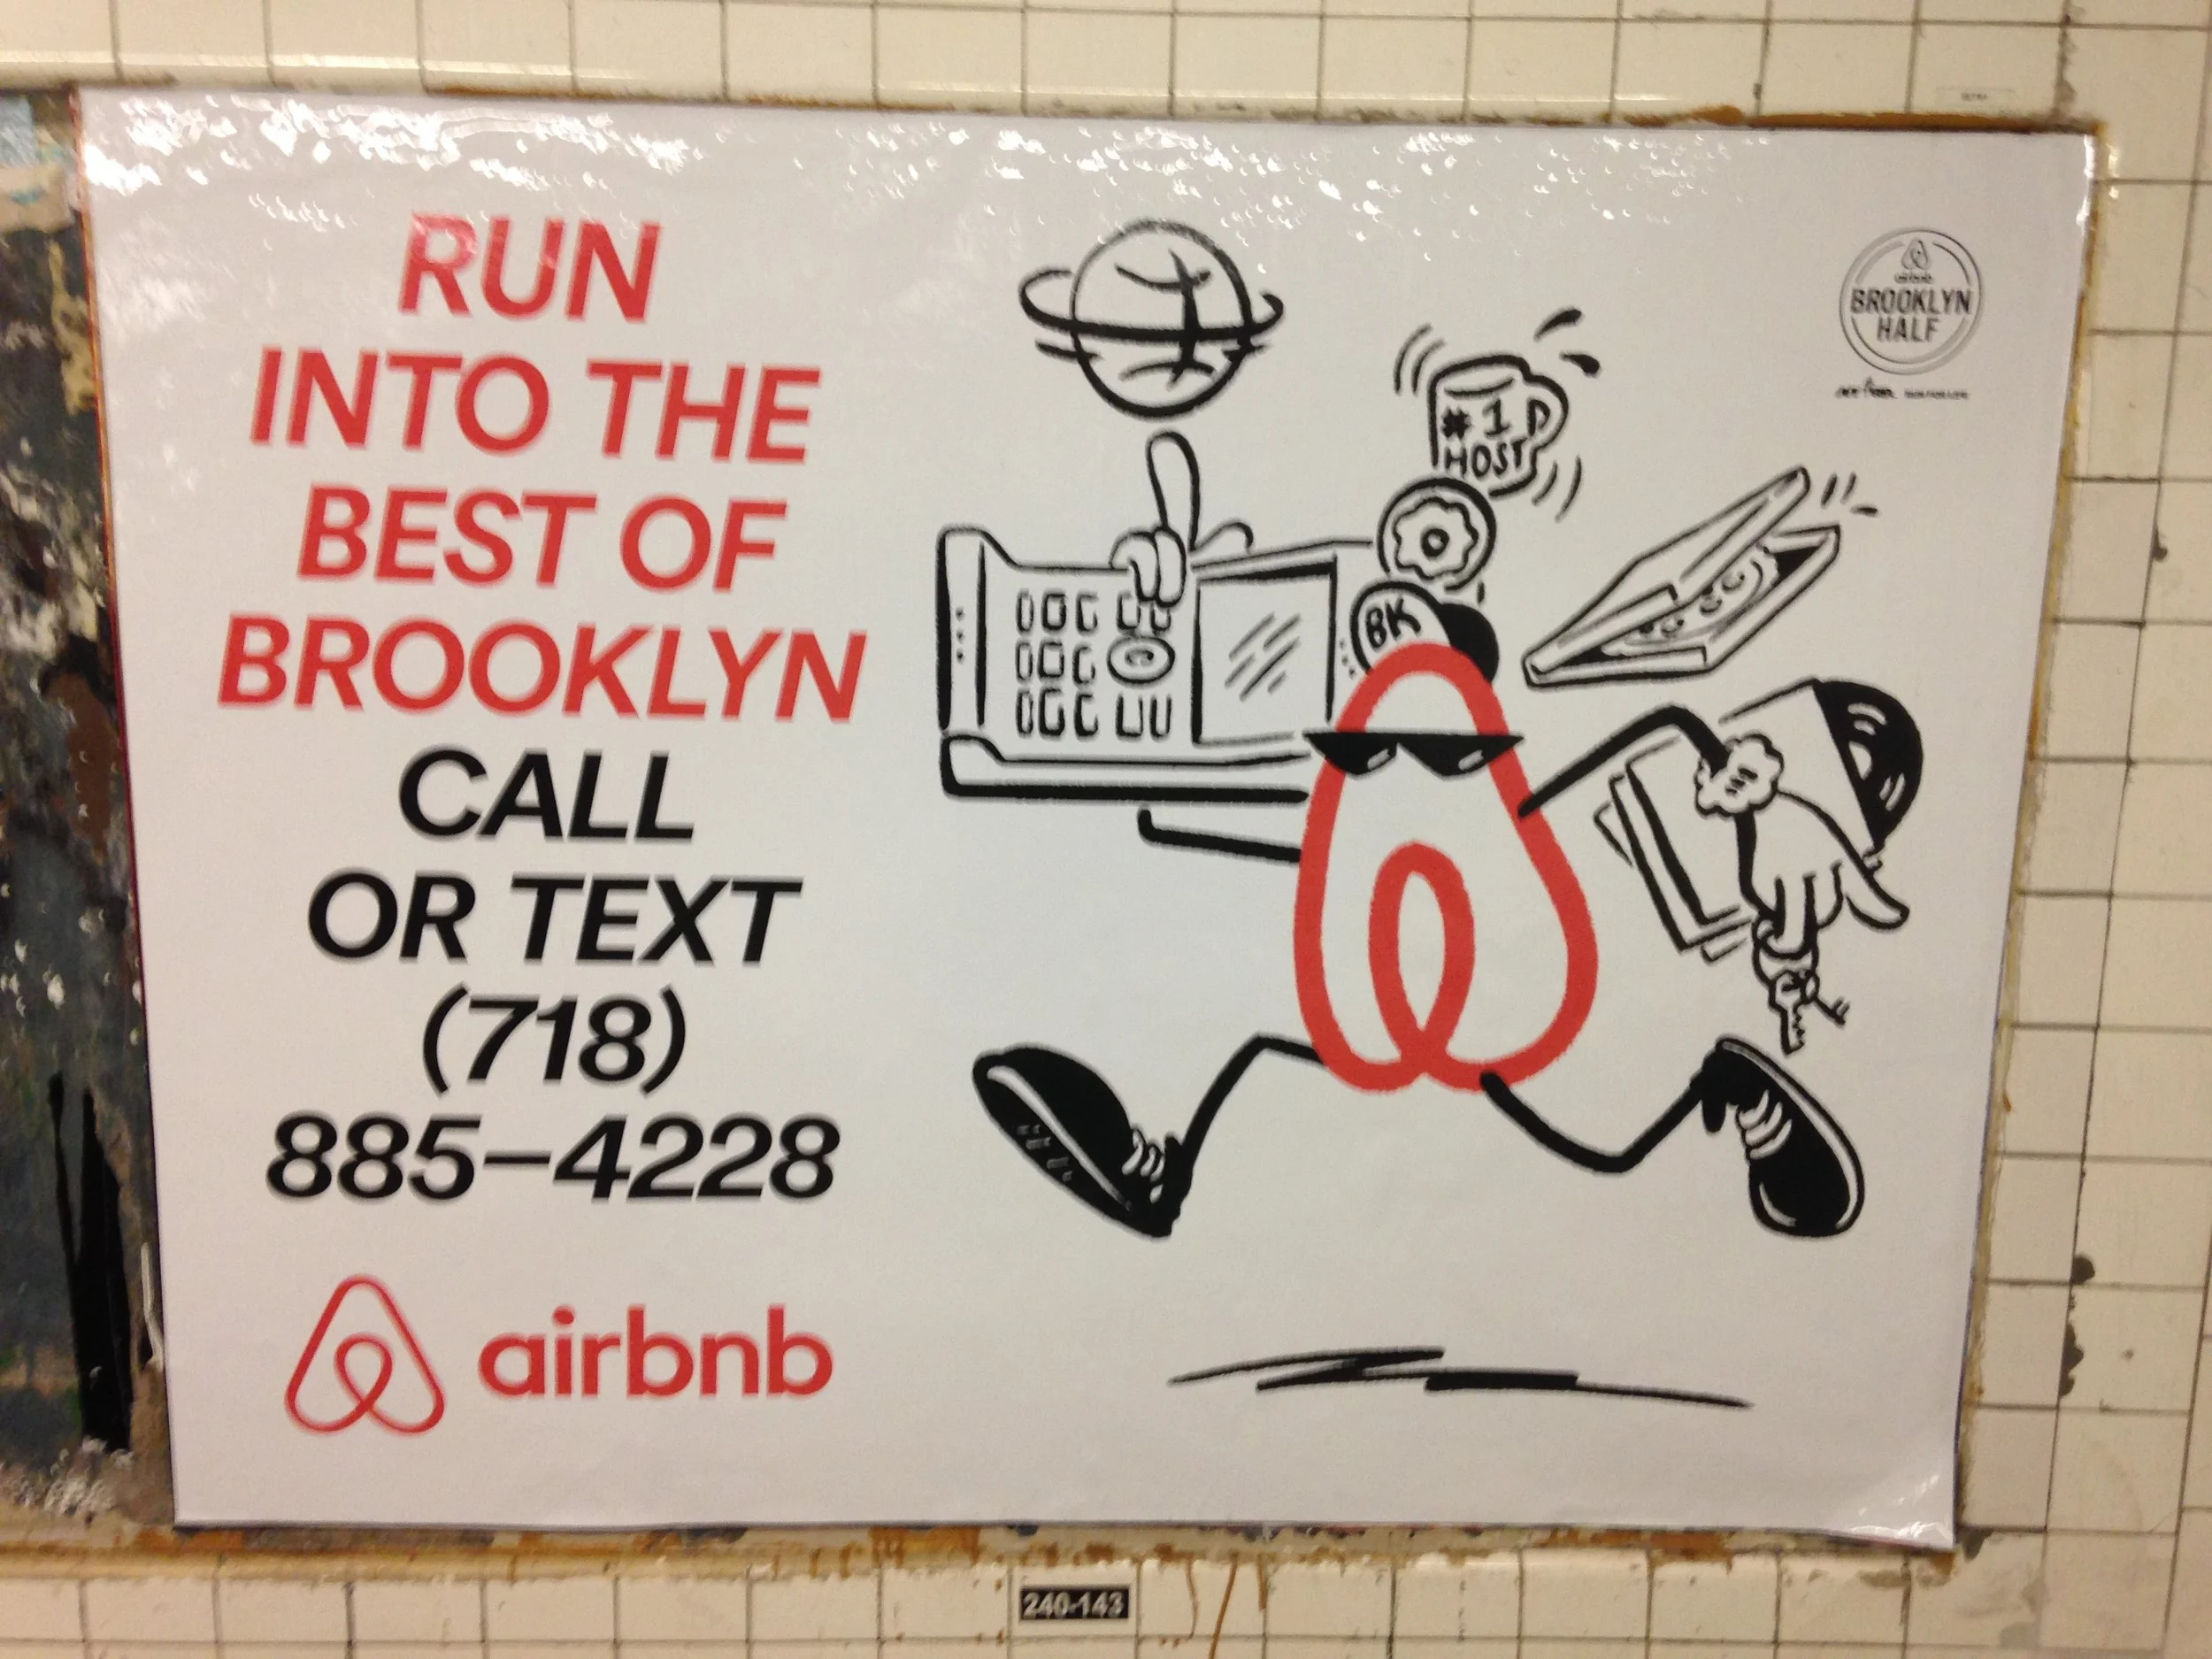 RUN
INTO THE
BEST OF
BROOKLYN
CALL
OR TEXT
(718)
885–4228
airbnb
#1
HOST
BK
C
airbnb
BROOKLYN
HALF
240-143